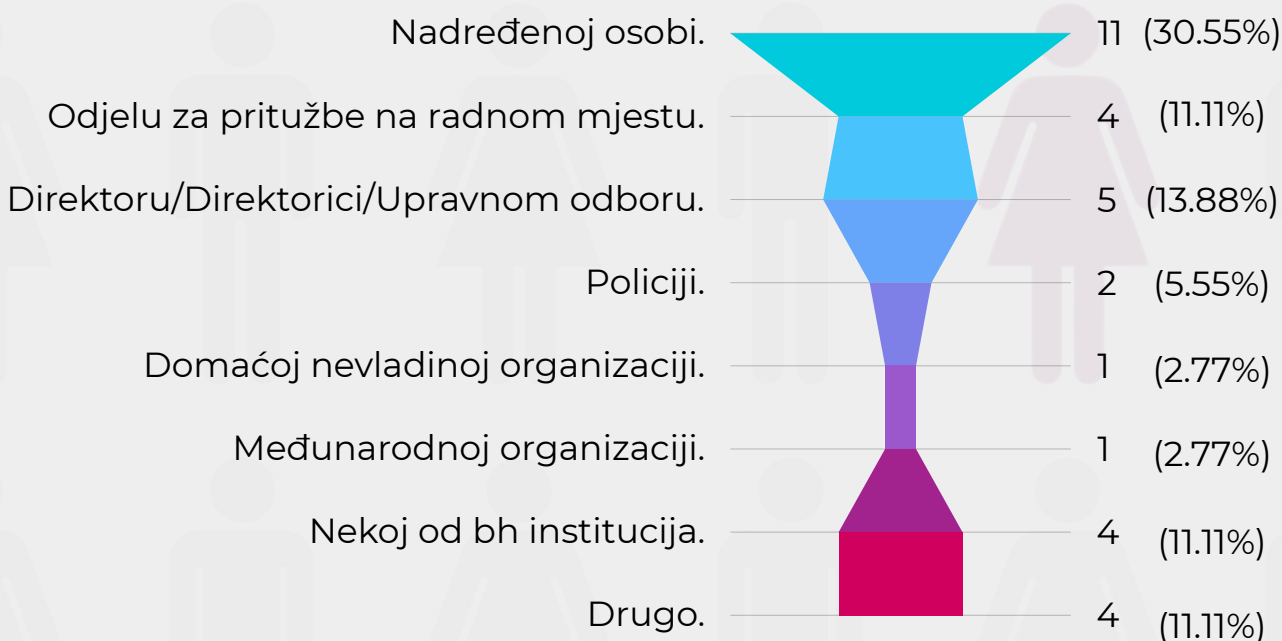 Nadređenoj osobi. 11 (30.55%)
Odjelu za pritužbe na radnom mjestu. 4 (11.11%)
Direktoru/Direktorici/Upravnom odboru. 5 (13.88%)
Policiji. 2 (5.55%)
Domaćoj nevladinoj organizaciji. 1 (2.77%)
Međunarodnoj organizaciji. 1 (2.77%)
Nekoj od bh institucija. 4 (11.11%)
Drugo. 4 (11.11%)